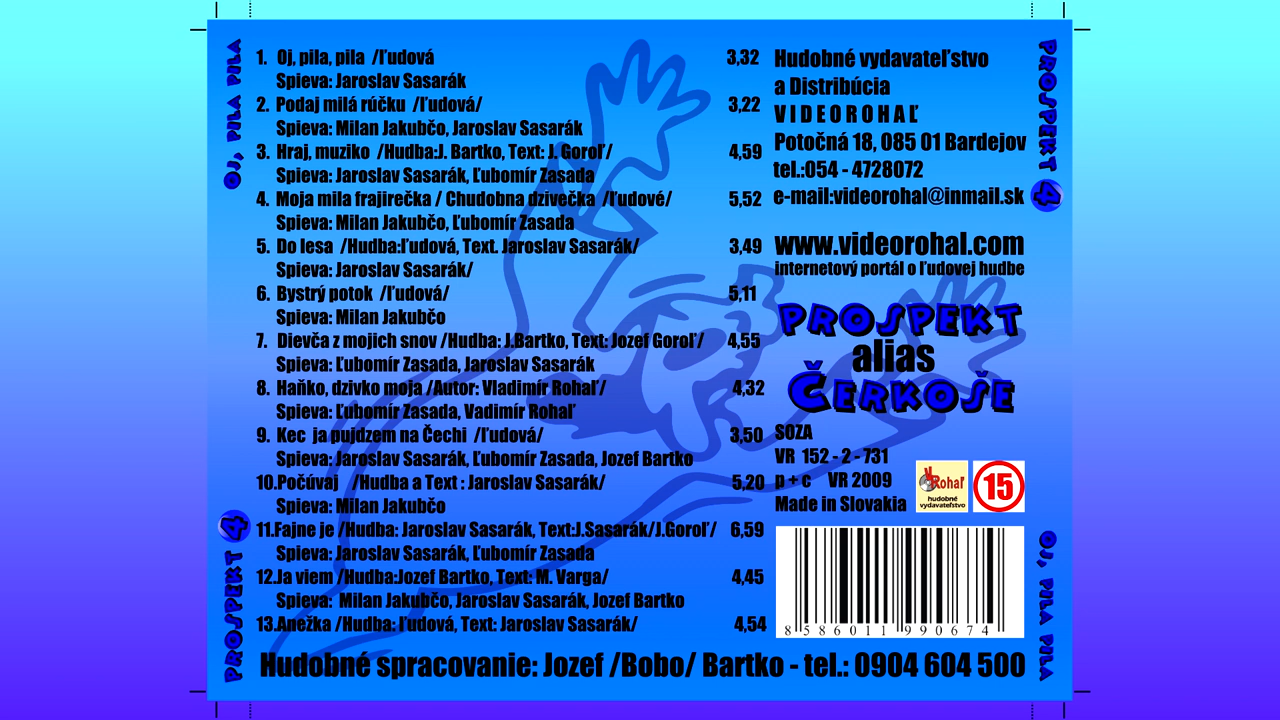 OJ, PILA PILA
PROSPEKT 4
1. Oj, pila, pila /ľudová 3,32
Spieva: Jaroslav Sasarák
2. Podaj milá rúčku /ľudová/ 3,22
Spieva: Milan Jakubčo, Jaroslav Sasarák
3. Hraj, muziko /Hudba:J. Bartko, Text: J. Goroľ/ 4,59
Spieva: Jaroslav Sasarák, Ľubomír Zasada
4. Moja mila frajirečka / Chudobna dzivečka /ľudové/ 5,52
Spieva: Milan Jakubčo, Ľubomír Zasada
5. Do lesa /Hudba:ľudová, Text. Jaroslav Sasarák/ 3,49
Spieva: Jaroslav Sasarák/
6. Bystrý potok /ľudová/ 5,11
Spieva: Milan Jakubčo
7. Dievča z mojich snov /Hudba: J.Bartko, Text: Jozef Goroľ/ 4,55
Spieva: Ľubomír Zasada, Jaroslav Sasarák
8. Haňko, dzivko moja /Autor: Vladimír Rohaľ/ 4,32
Spieva: Ľubomír Zasada, Vadimír Rohaľ
9. Kec ja pujdzem na Čechi /ľudová/ 3,50
Spieva: Jaroslav Sasarák, Ľubomír Zasada, Jozef Bartko
10.Počúvaj /Hudba a Text : Jaroslav Sasarák/ 5,20
Spieva: Milan Jakubčo
11.Fajne je /Hudba: Jaroslav Sasarák, Text:J.Sasarák/J.Goroľ/ 6,59
Spieva: Jaroslav Sasarák, Ľubomír Zasada
12.Ja viem /Hudba:Jozef Bartko, Text: M. Varga/ 4,45
Spieva: Milan Jakubčo, Jaroslav Sasarák, Jozef Bartko
13.Anežka /Hudba: ľudová, Text: Jaroslav Sasarák/ 4,54
Hudobné vydavateľstvo
a Distribúcia
VIDEOROHAĽ
Potočná 18, 085 01 Bardejov
tel.:054 - 4728072
e-mail:videorohal@inmail.sk
www.videorohal.com
internetový portál o ľudovej hudbe
PROSPEKT
alias
ČERKOŠE
SOZA
VR 152 - 2 - 731
p + c VR 2009
Made in Slovakia
VRohaľ
hudobné
vydavateľstvo
15
8586011990674
Hudobné spracovanie: Jozef /Bobo/ Bartko - tel.: 0904 604 500
PROSPEKT 4
OJ, PILA PILA